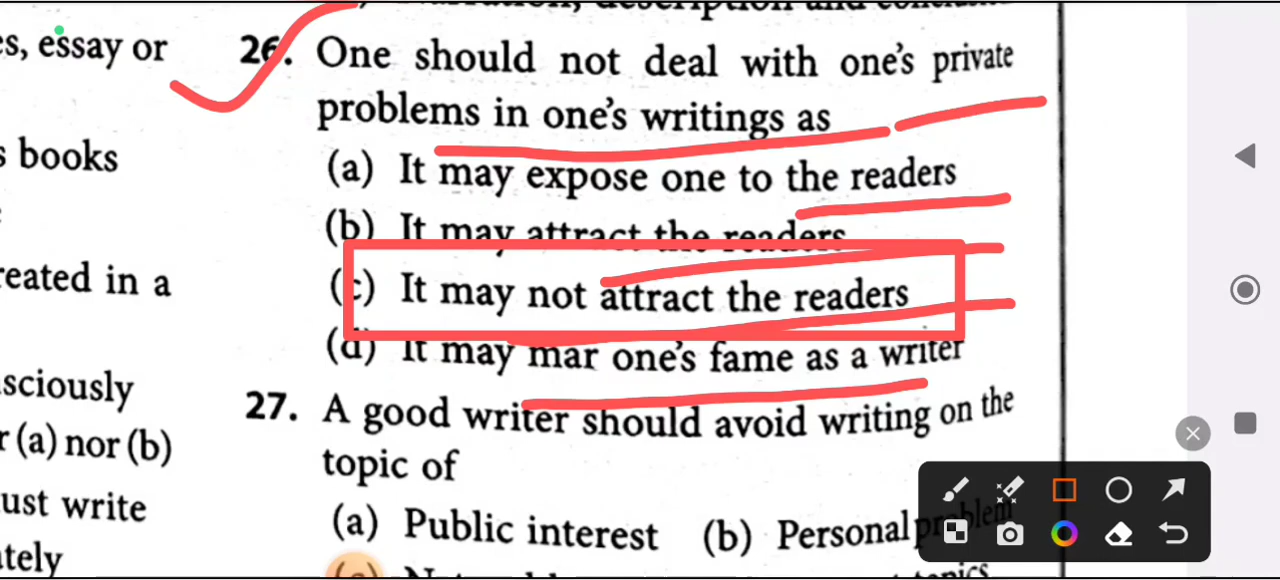 es, essay or
s books
reated in a
sciously
r (a) nor (b)
ust write
ately
description and
26. One should not deal with one's private
problems in one's writings as
(a) It may expose one to the readers
(b) It may attract the readers
(c) It may not attract the readers
(d) It may mar one's fame as a writer
27. A good writer should avoid writing on the
topic of
(a) Public interest (b) Personal problem